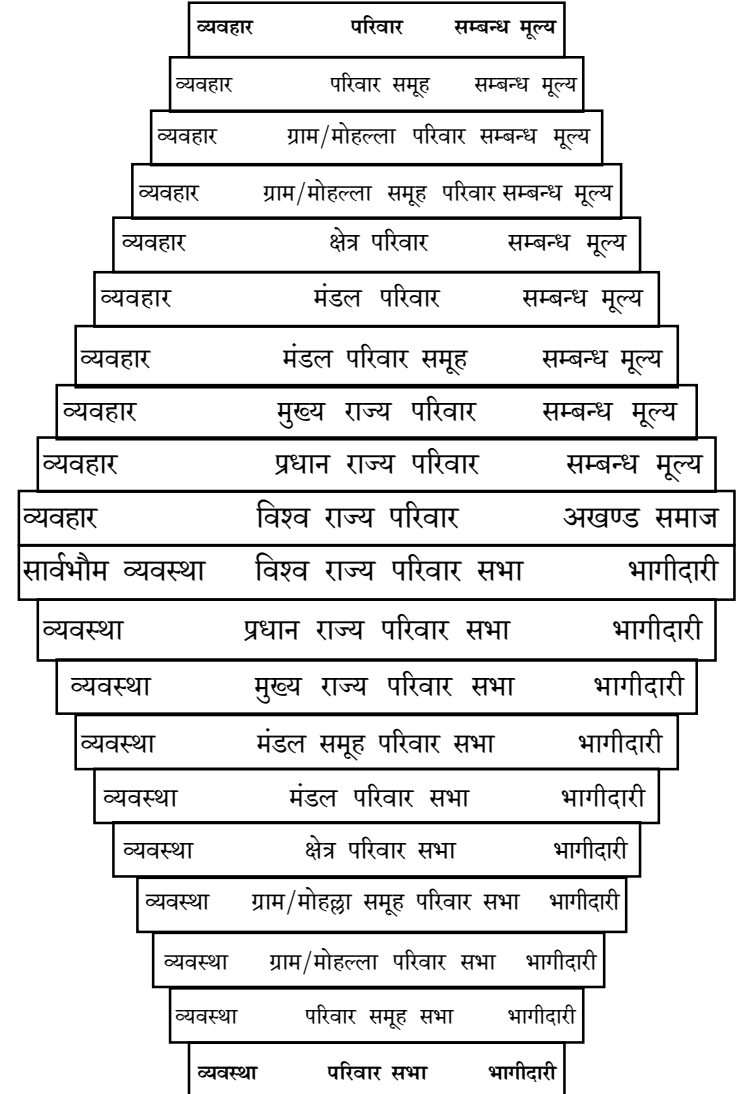 व्यवहार परिवार सम्बन्ध मूल्य
व्यवहार परिवार समूह सम्बन्ध मूल्य
व्यवहार ग्राम/मोहल्ला परिवार सम्बन्ध मूल्य
व्यवहार ग्राम/मोहल्ला समूह परिवार सम्बन्ध मूल्य
व्यवहार क्षेत्र परिवार सम्बन्ध मूल्य
व्यवहार मंडल परिवार सम्बन्ध मूल्य
व्यवहार मंडल परिवार समूह सम्बन्ध मूल्य
व्यवहार मुख्य राज्य परिवार सम्बन्ध मूल्य
व्यवहार प्रधान राज्य परिवार सम्बन्ध मूल्य
व्यवहार विश्व राज्य परिवार अखण्ड समाज
सार्वभौम व्यवस्था विश्व राज्य परिवार सभा भागीदारी
व्यवस्था प्रधान राज्य परिवार सभा भागीदारी
व्यवस्था मुख्य राज्य परिवार सभा भागीदारी
व्यवस्था मंडल समूह परिवार सभा भागीदारी
व्यवस्था मंडल परिवार सभा भागीदारी
व्यवस्था क्षेत्र परिवार सभा भागीदारी
व्यवस्था ग्राम/मोहल्ला समूह परिवार सभा भागीदारी
व्यवस्था ग्राम/मोहल्ला परिवार सभा भागीदारी
व्यवस्था परिवार समूह सभा भागीदारी
व्यवस्था परिवार सभा भागीदारी